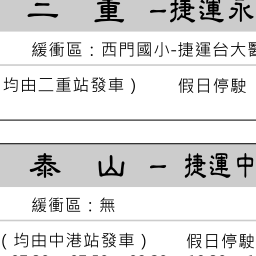 二 重 –捷運永
緩衝區：西門國小-捷運台大醫
均由二重站發車） 假日停駛
泰 山 – 捷運中
緩衝區：無
（均由中港站發車） 假日停駛